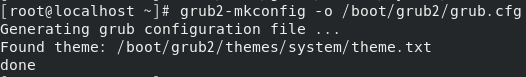 [root@localhost ~]# grub2-mkconfig -o /boot/grub2/grub.cfg
Generating grub configuration file ...
Found theme: /boot/grub2/themes/system/theme.txt
done